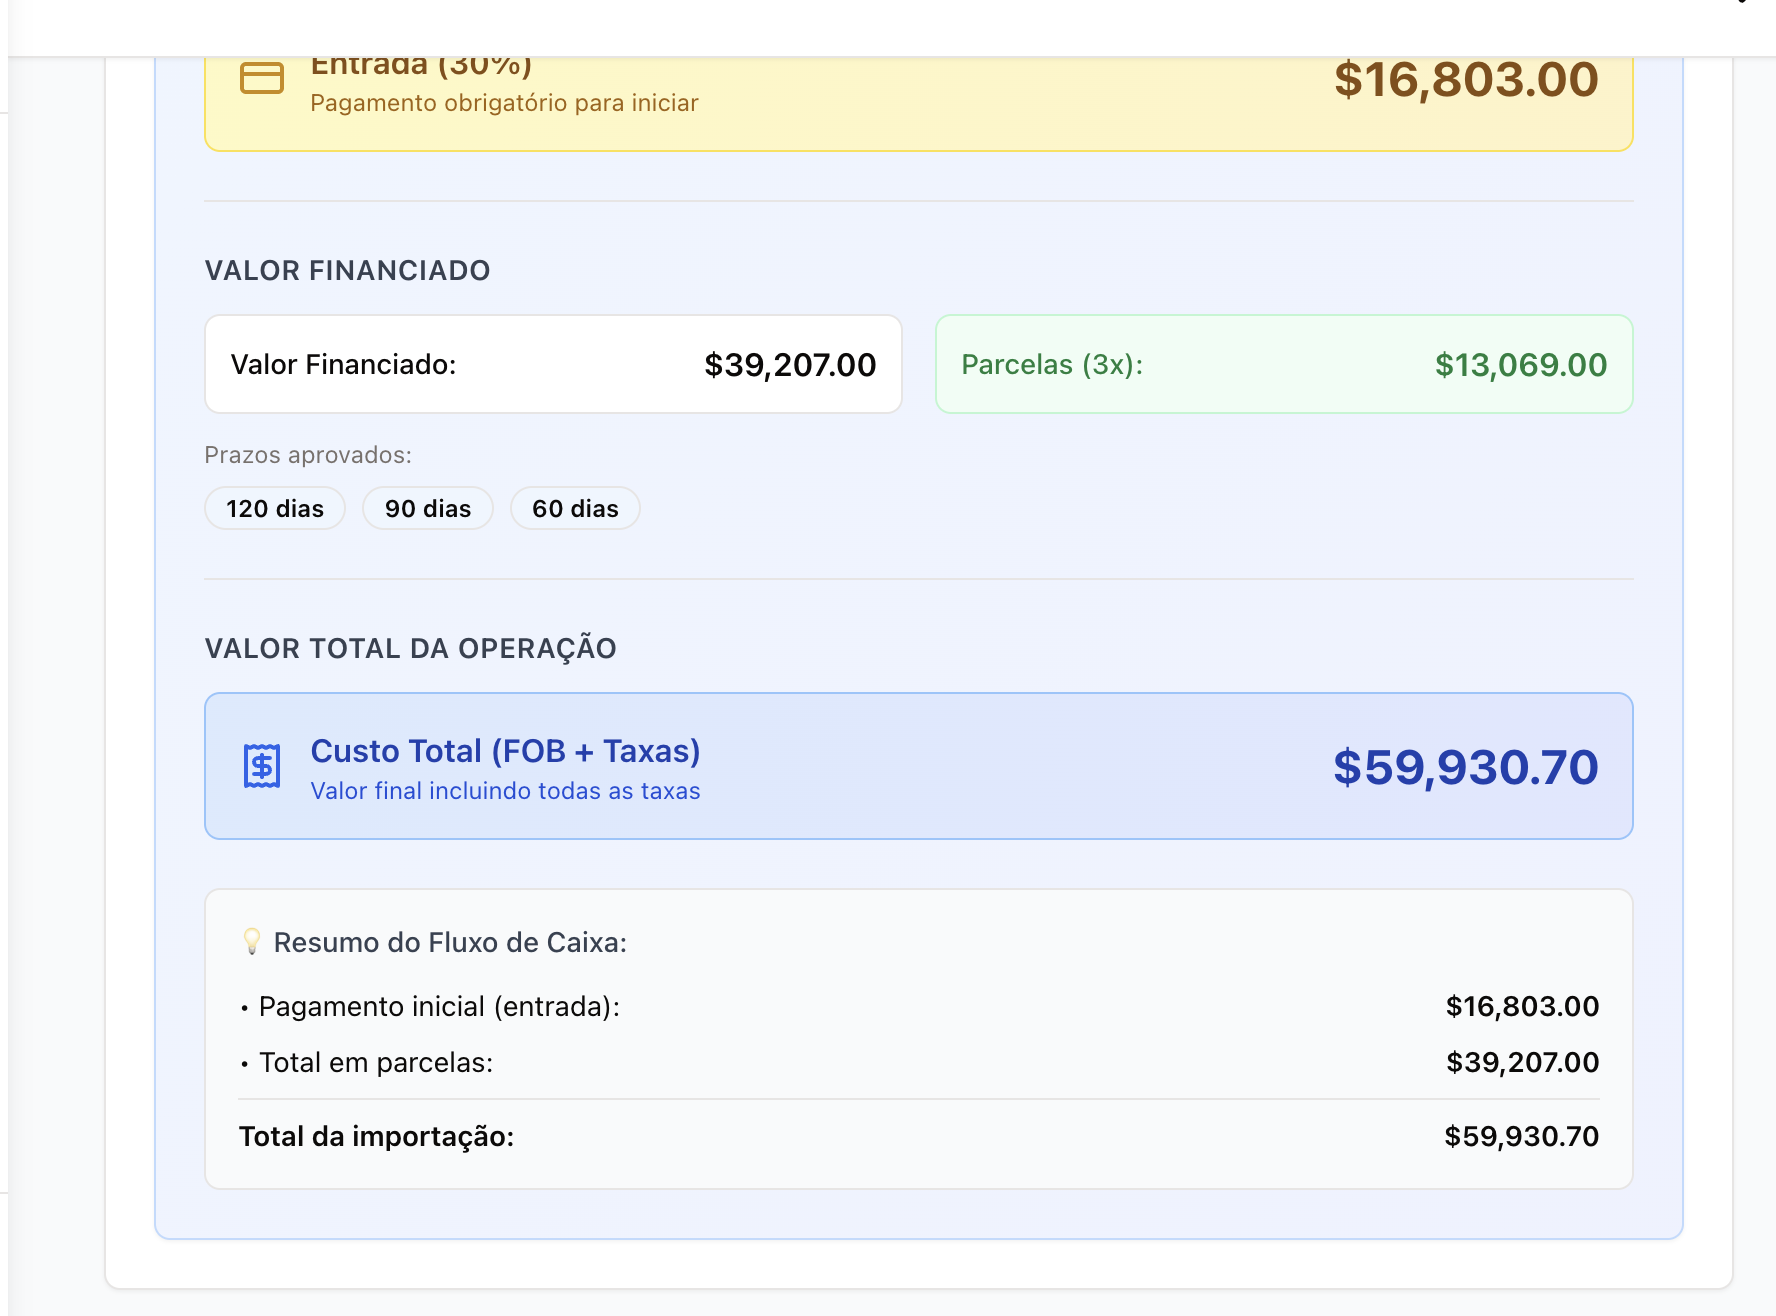 Entrada (30%)
Pagamento obrigatório para iniciar
$16,803.00
VALOR FINANCIADO
Valor Financiado:
$39,207.00
Parcelas (3x):
$13,069.00
Prazos aprovados:
120 dias
90 dias
60 dias
VALOR TOTAL DA OPERAÇÃO
Custo Total (FOB + Taxas)
Valor final incluindo todas as taxas
$59,930.70
💡 Resumo do Fluxo de Caixa:
• Pagamento inicial (entrada): $16,803.00
• Total em parcelas: $39,207.00
Total da importação: $59,930.70